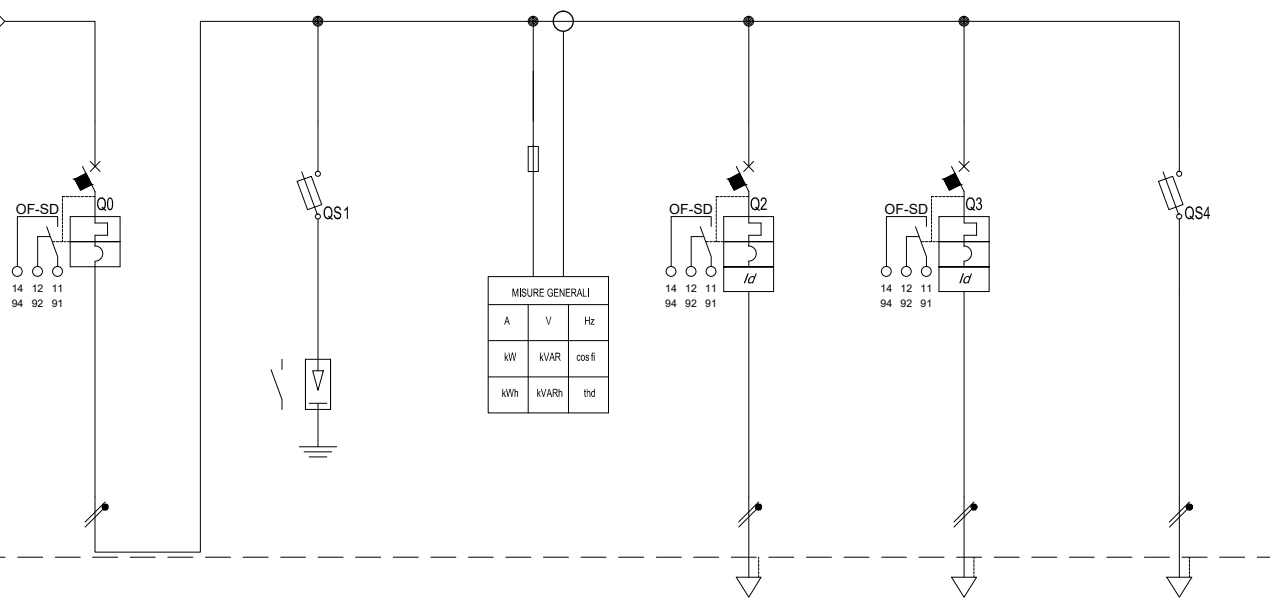 OF-SD Q0
14 12 11
94 92 91
QS1
MISURE GENERALI
A V Hz
kW kVAR cos fi
kWh kVARh thd
OF-SD Q2
Id
14 12 11
94 92 91
OF-SD Q3
Id
14 12 11
94 92 91
QS4